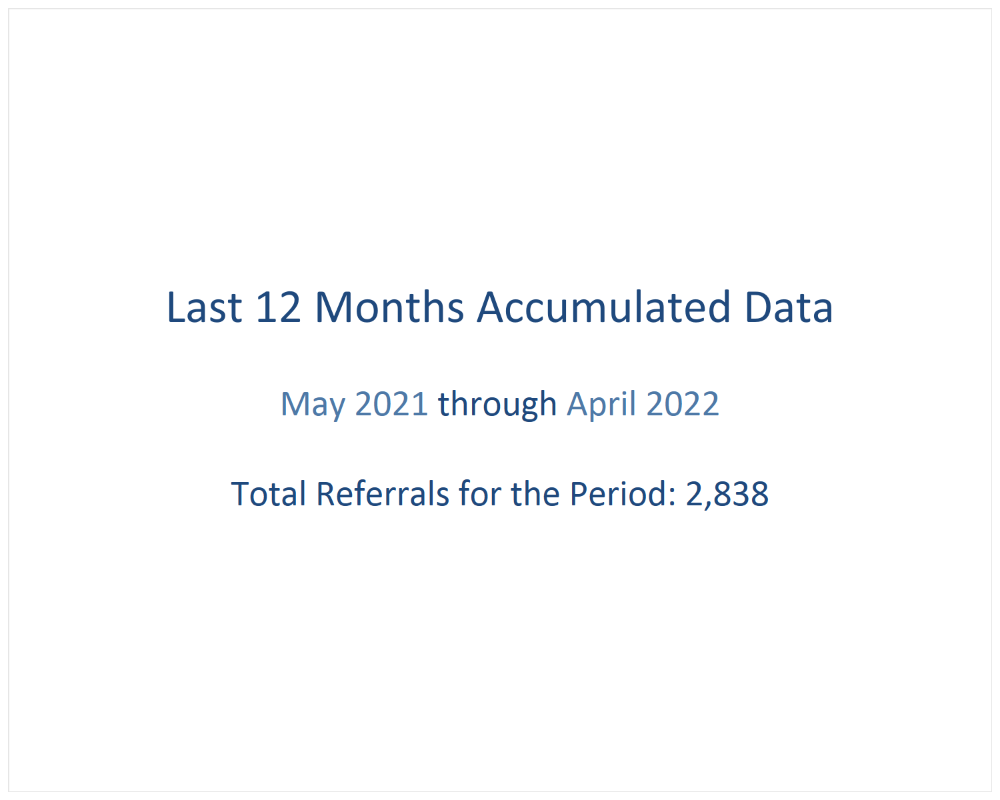 Last 12 Months Accumulated Data
May 2021 through April 2022
Total Referrals for the Period: 2,838